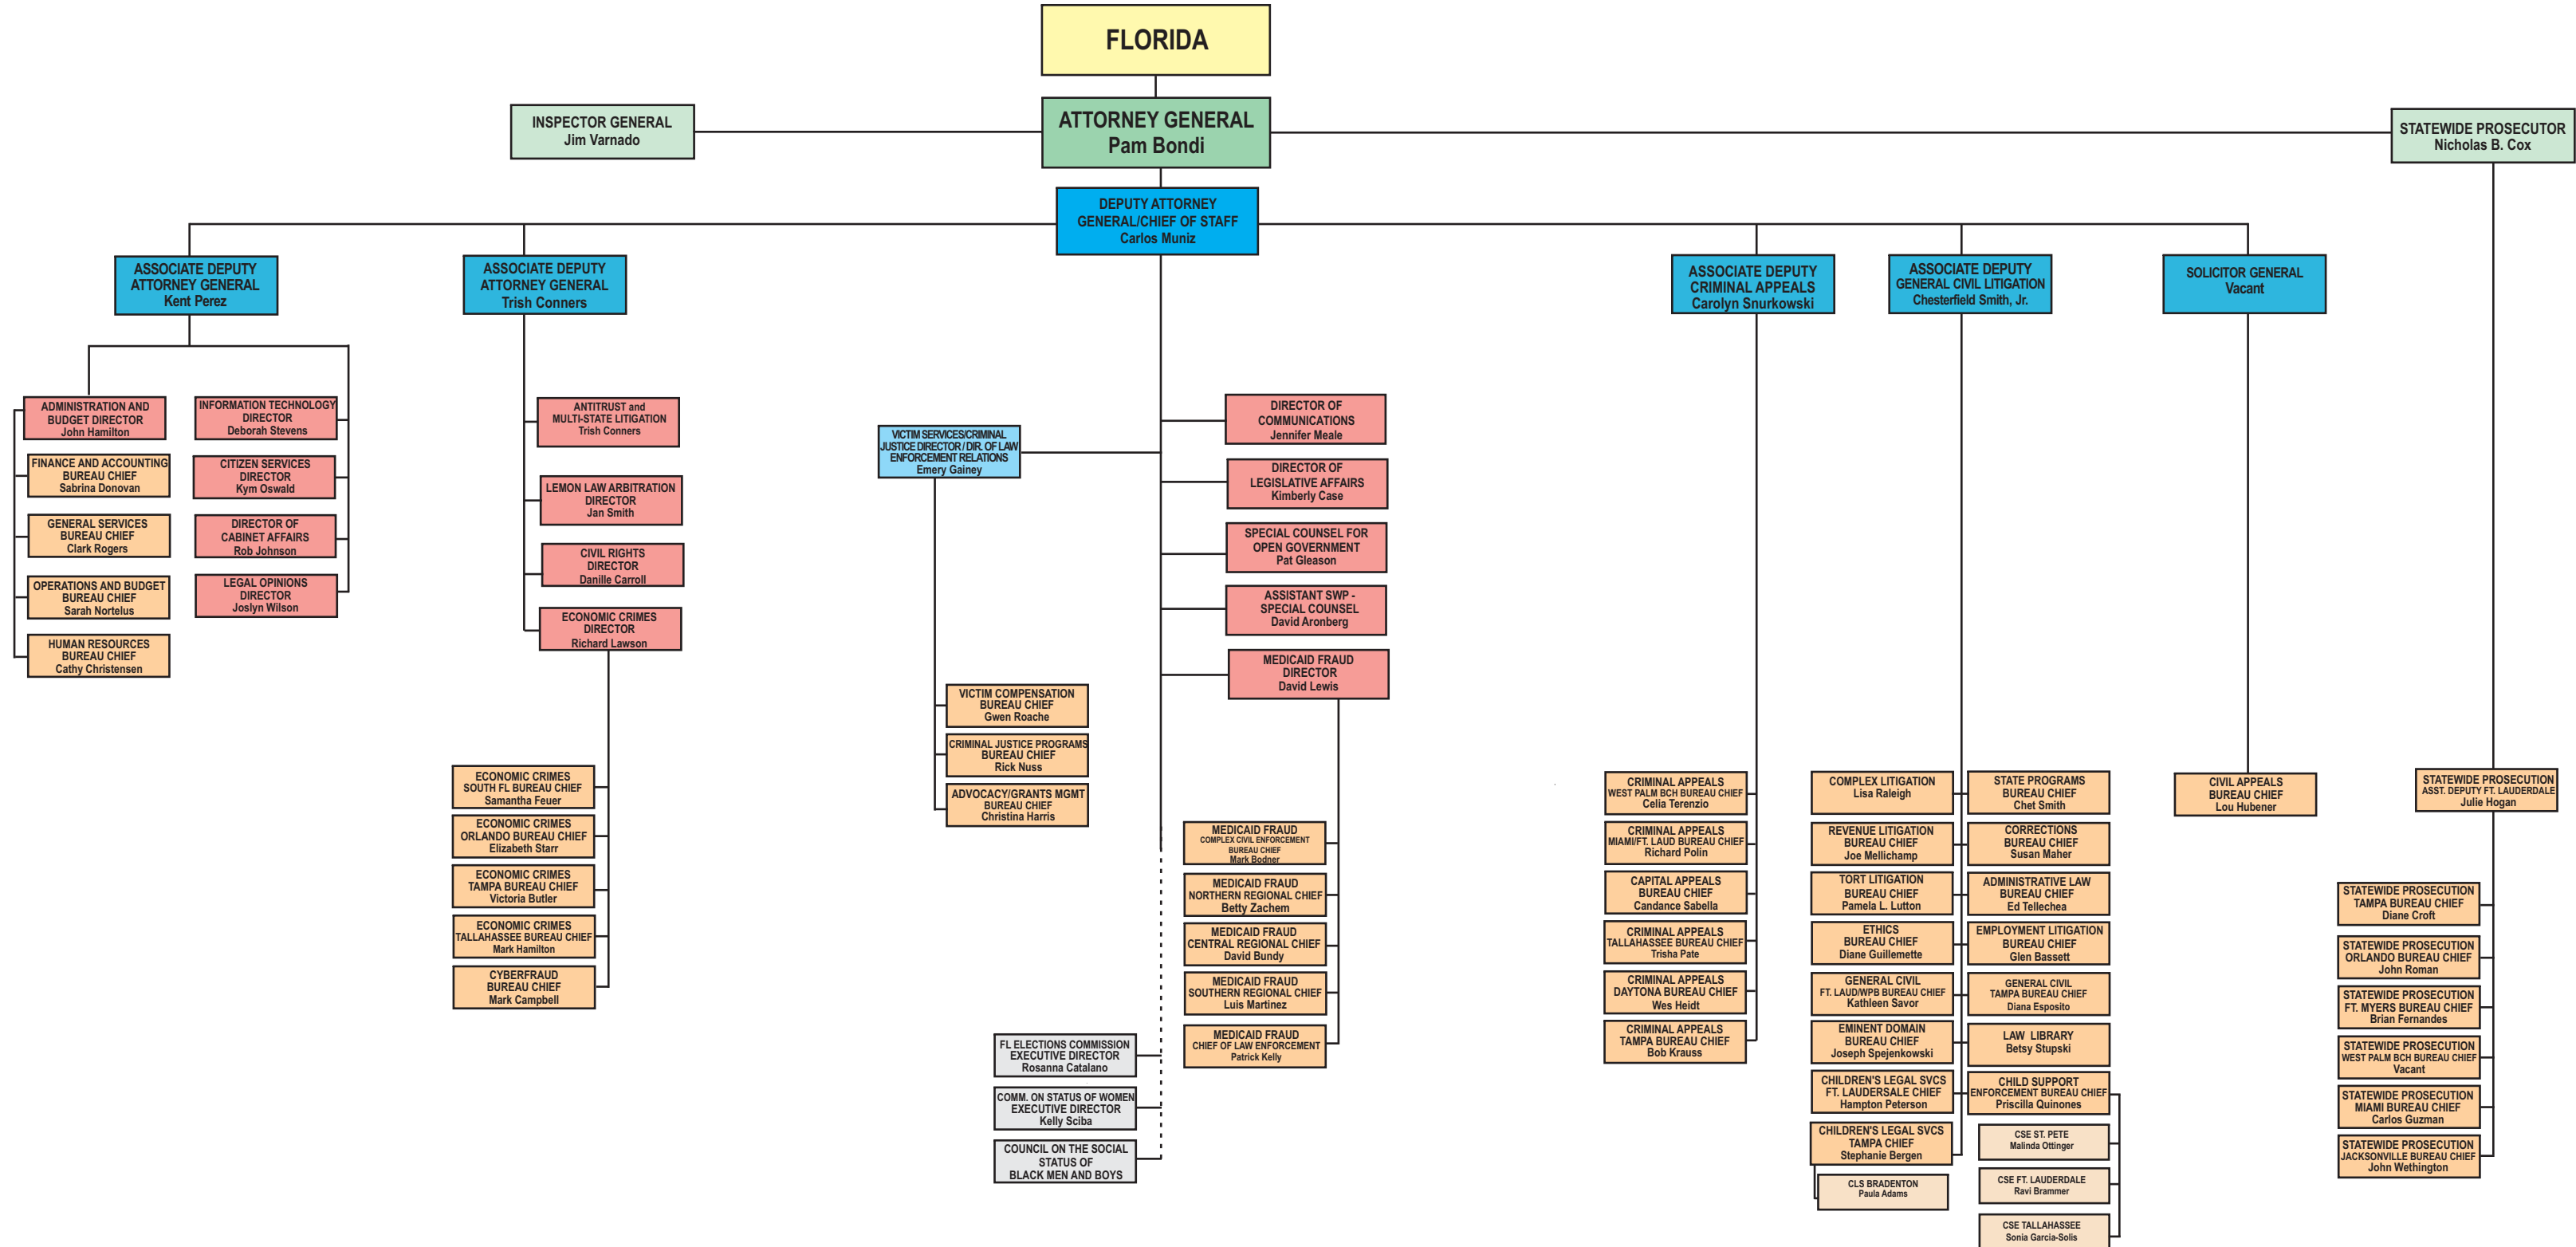 FLORIDA
ATTORNEY GENERAL
Pam Bondi
INSPECTOR GENERAL
Jim Varnado
STATEWIDE PROSECUTOR
Nicholas B. Cox
DEPUTY ATTORNEY
GENERAL/CHIEF OF STAFF
Carlos Muniz
ASSOCIATE DEPUTY
ATTORNEY GENERAL
Kent Perez
ASSOCIATE DEPUTY
ATTORNEY GENERAL
Trish Conners
ASSOCIATE DEPUTY
CRIMINAL APPEALS
Carolyn Snurkowski
ASSOCIATE DEPUTY
GENERAL CIVIL LITIGATION
Chesterfield Smith, Jr.
SOLICITOR GENERAL
Vacant
ADMINISTRATION AND
BUDGET DIRECTOR
John Hamilton
FINANCE AND ACCOUNTING
BUREAU CHIEF
Sabrina Donovan
GENERAL SERVICES
BUREAU CHIEF
Clark Rogers
OPERATIONS AND BUDGET
BUREAU CHIEF
Sarah Nortelus
HUMAN RESOURCES
BUREAU CHIEF
Cathy Christensen
INFORMATION TECHNOLOGY
DIRECTOR
Deborah Stevens
CITIZEN SERVICES
DIRECTOR
Kym Oswald
DIRECTOR OF
CABINET AFFAIRS
Rob Johnson
LEGAL OPINIONS
DIRECTOR
Joslyn Wilson
ANTITRUST and
MULTI-STATE LITIGATION
Trish Conners
LEMON LAW ARBITRATION
DIRECTOR
Jan Smith
CIVIL RIGHTS
DIRECTOR
Danille Carroll
ECONOMIC CRIMES
DIRECTOR
Richard Lawson
ECONOMIC CRIMES
SOUTH FL BUREAU CHIEF
Samantha Feuer
ECONOMIC CRIMES
ORLANDO BUREAU CHIEF
Elizabeth Starr
ECONOMIC CRIMES
TAMPA BUREAU CHIEF
Victoria Butler
ECONOMIC CRIMES
TALLAHASSEE BUREAU CHIEF
Mark Hamilton
CYBERFRAUD
BUREAU CHIEF
Mark Campbell
VICTIM SERVICES/CRIMINAL
JUSTICE DIRECTOR / DIR. OF LAW
ENFORCEMENT RELATIONS
Emery Gainey
VICTIM COMPENSATION
BUREAU CHIEF
Gwen Roache
CRIMINAL JUSTICE PROGRAMS
BUREAU CHIEF
Rick Nuss
ADVOCACY/GRANTS MGMT
BUREAU CHIEF
Christina Harris
DIRECTOR OF
COMMUNICATIONS
Jennifer Meale
DIRECTOR OF
LEGISLATIVE AFFAIRS
Kimberly Case
SPECIAL COUNSEL FOR
OPEN GOVERNMENT
Pat Gleason
ASSISTANT SWP -
SPECIAL COUNSEL
David Aronberg
MEDICAID FRAUD
DIRECTOR
David Lewis
MEDICAID FRAUD
COMPLEX CIVIL ENFORCEMENT
BUREAU CHIEF
Mark Bodner
MEDICAID FRAUD
NORTHERN REGIONAL CHIEF
Betty Zachem
MEDICAID FRAUD
CENTRAL REGIONAL CHIEF
David Bundy
MEDICAID FRAUD
SOUTHERN REGIONAL CHIEF
Luis Martinez
MEDICAID FRAUD
CHIEF OF LAW ENFORCEMENT
Patrick Kelly
FL ELECTIONS COMMISSION
EXECUTIVE DIRECTOR
Rosanna Catalano
COMM. ON STATUS OF WOMEN
EXECUTIVE DIRECTOR
Kelly Sciba
COUNCIL ON THE SOCIAL
STATUS OF
BLACK MEN AND BOYS
CRIMINAL APPEALS
WEST PALM BCH BUREAU CHIEF
Celia Terenzio
CRIMINAL APPEALS
MIAMI/FT. LAUD BUREAU CHIEF
Richard Polin
CAPITAL APPEALS
BUREAU CHIEF
Candance Sabella
CRIMINAL APPEALS
TALLAHASSEE BUREAU CHIEF
Trisha Pate
CRIMINAL APPEALS
DAYTONA BUREAU CHIEF
Wes Heidt
CRIMINAL APPEALS
TAMPA BUREAU CHIEF
Bob Krauss
COMPLEX LITIGATION
Lisa Raleigh
REVENUE LITIGATION
BUREAU CHIEF
Joe Mellichamp
TORT LITIGATION
BUREAU CHIEF
Pamela L. Lutton
ETHICS
BUREAU CHIEF
Diane Guillemette
GENERAL CIVIL
FT. LAUD/WPB BUREAU CHIEF
Kathleen Savor
EMINENT DOMAIN
BUREAU CHIEF
Joseph Spejenkowski
CHILDREN'S LEGAL SVCS
FT. LAUDERSALE CHIEF
Hampton Peterson
CHILDREN'S LEGAL SVCS
TAMPA CHIEF
Stephanie Bergen
CLS BRADENTON
Paula Adams
STATE PROGRAMS
BUREAU CHIEF
Chet Smith
CORRECTIONS
BUREAU CHIEF
Susan Maher
ADMINISTRATIVE LAW
BUREAU CHIEF
Ed Tellechea
EMPLOYMENT LITIGATION
BUREAU CHIEF
Glen Bassett
GENERAL CIVIL
TAMPA BUREAU CHIEF
Diana Esposito
LAW LIBRARY
Betsy Stupski
CHILD SUPPORT
ENFORCEMENT BUREAU CHIEF
Priscilla Quinones
CSE ST. PETE
Malinda Ottinger
CSE FT. LAUDERDALE
Ravi Brammer
CSE TALLAHASSEE
Sonia Garcia-Solis
CIVIL APPEALS
BUREAU CHIEF
Lou Hubener
STATEWIDE PROSECUTION
ASST. DEPUTY FT. LAUDERDALE
Julie Hogan
STATEWIDE PROSECUTION
TAMPA BUREAU CHIEF
Diane Croft
STATEWIDE PROSECUTION
ORLANDO BUREAU CHIEF
John Roman
STATEWIDE PROSECUTION
FT. MYERS BUREAU CHIEF
Brian Fernandes
STATEWIDE PROSECUTION
WEST PALM BCH BUREAU CHIEF
Vacant
STATEWIDE PROSECUTION
MIAMI BUREAU CHIEF
Carlos Guzman
STATEWIDE PROSECUTION
JACKSONVILLE BUREAU CHIEF
John Wethington